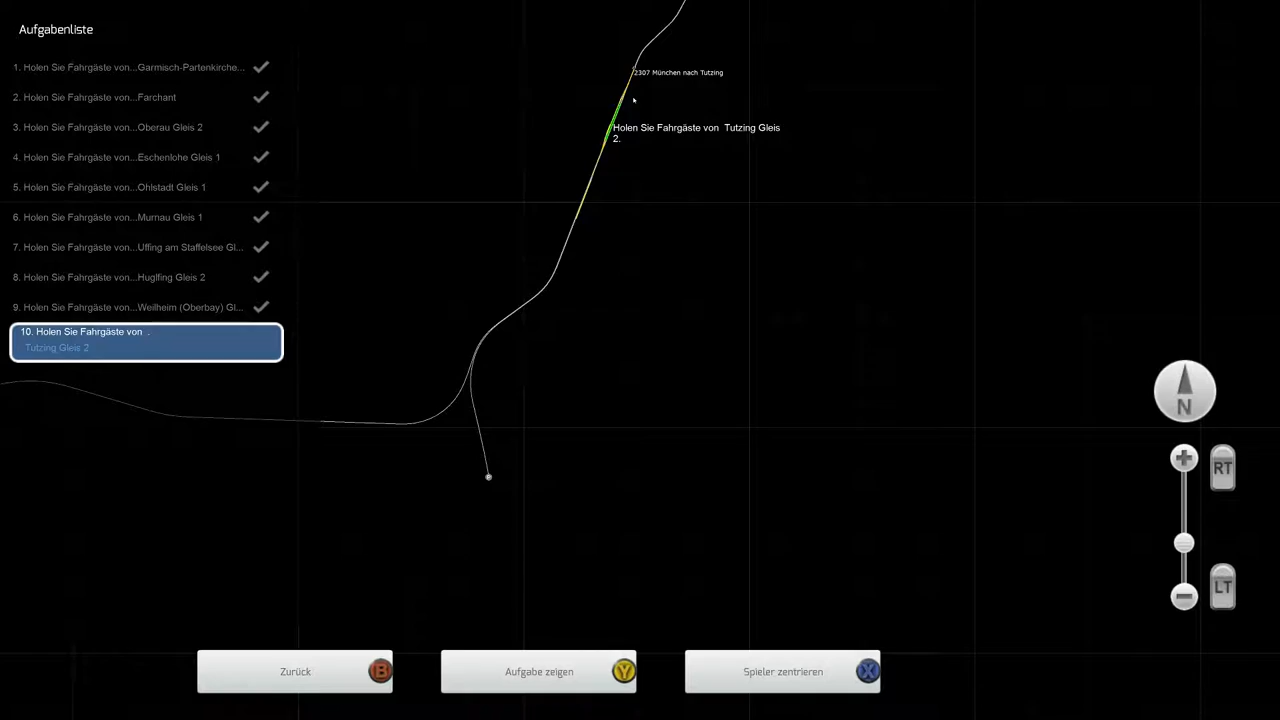 Aufgabenliste
1. Holen Sie Fahrgäste von...Garmisch-Partenkirche...
2. Holen Sie Fahrgäste von...Farchant
3. Holen Sie Fahrgäste von...Oberau Gleis 2
4. Holen Sie Fahrgäste von...Eschenlohe Gleis 1
5. Holen Sie Fahrgäste von...Ohlstadt Gleis 1
6. Holen Sie Fahrgäste von...Murnau Gleis 1
7. Holen Sie Fahrgäste von...Uffing am Staffelsee Gl...
8. Holen Sie Fahrgäste von...Huglfing Gleis 2
9. Holen Sie Fahrgäste von...Weilheim (Oberbay) Gl...
10. Holen Sie Fahrgäste von .
Tutzing Gleis 2
2307 München nach Tutzing
Holen Sie Fahrgäste von Tutzing Gleis
2.
N
RT
LT
Zurück B
Aufgabe zeigen Y
Spieler zentrieren X